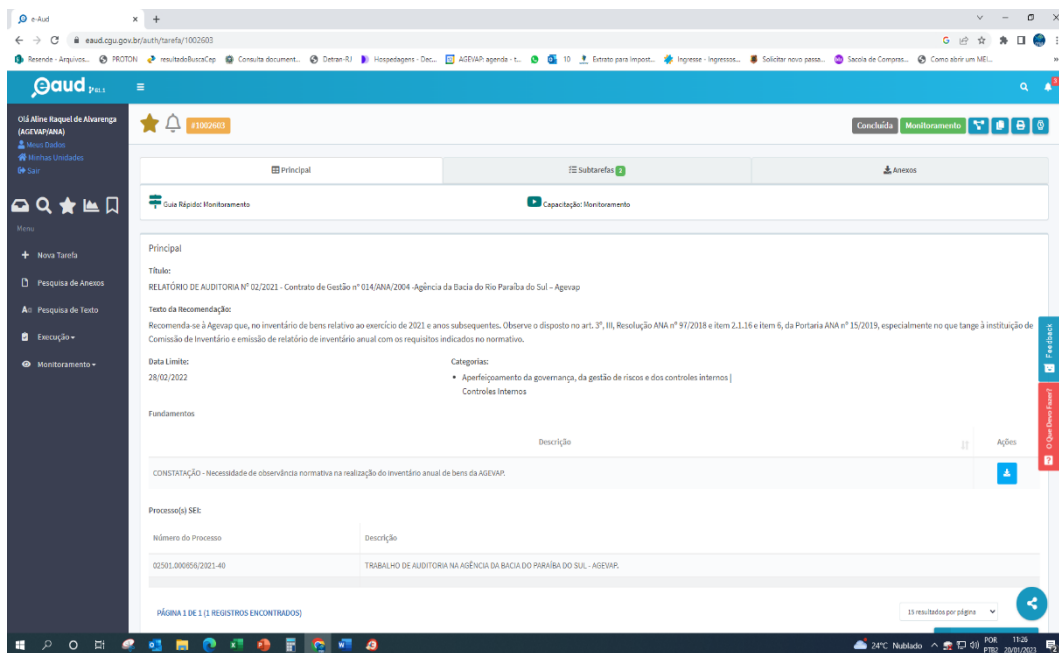 e-Aud
eaud.cgu.gov.br/auth/tarefa/1002603
Resende - Arquivos... PROTON resultadoBuscaCep Consulta document... Detran-RJ Hospedagens - Dec... AGEVAP: agenda - t... 10 Extrato para Impost... Ingresse - Ingressos... Solicitar novo passa... Sacola de Compras... Como abrir um MEI...
eaud
Olá Aline Raquel de Alvarenga
(AGEVAP/ANA)
Meus Dados
Minhas Unidades
Sair
Menu
Nova Tarefa
Pesquisa de Anexos
Pesquisa de Texto
Execução
Monitoramento
#1002603
Concluída Monitoramento
Principal Subtarefas 2 Anexos
Guia Rápido: Monitoramento Capacitação: Monitoramento
Principal
Título:
RELATÓRIO DE AUDITORIA Nº 02/2021 - Contrato de Gestão nº 014/ANA/2004 -Agência da Bacia do Rio Paraíba do Sul – Agevap
Texto da Recomendação:
Recomenda-se à Agevap que, no inventário de bens relativo ao exercício de 2021 e anos subsequentes. Observe o disposto no art. 3º, III, Resolução ANA nº 97/2018 e item 2.1.16 e item 6, da Portaria ANA nº 15/2019, especialmente no que tange à instituição de
Comissão de Inventário e emissão de relatório de inventário anual com os requisitos indicados no normativo.
Data Limite: Categorias:
28/02/2022 • Aperfeiçoamento da governança, da gestão de riscos e dos controles internos |
Controles Internos
Fundamentos
Descrição Ações
CONSTATAÇÃO - Necessidade de observância normativa na realização do inventário anual de bens da AGEVAP.
Processo(s) SEI:
Número do Processo Descrição
02501.000656/2021-40 TRABALHO DE AUDITORIA NA AGÊNCIA DA BACIA DO PARAÍBA DO SUL - AGEVAP.
PÁGINA 1 DE 1 (1 REGISTROS ENCONTRADOS) 15 resultados por página
Feedback
O Que Devo Fazer?
24°C Nublado POR 11:26
PTB2 20/01/2023